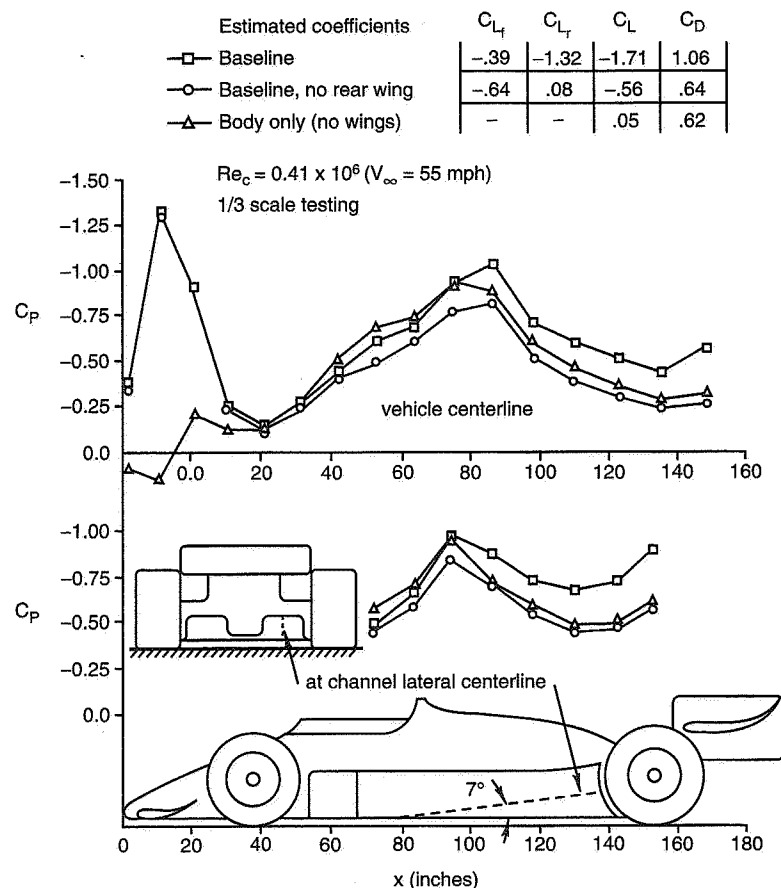 Estimated coefficients C_Lf C_Lr C_L C_D
Baseline –.39 –1.32 –1.71 1.06
Baseline, no rear wing –.64 .08 –.56 .64
Body only (no wings) – – .05 .62
Re_c = 0.41 x 10⁶ (V_∞ = 55 mph)
1/3 scale testing
–1.50
–1.25
–1.00
C_P
–0.75
–0.50
–0.25
0.0
vehicle centerline
0.0 20 40 60 80 100 120 140 160
–1.00
–0.75
C_P
–0.50
–0.25
0.0
at channel lateral centerline
7°
0 20 40 60 80 100 120 140 160 180
x (inches)